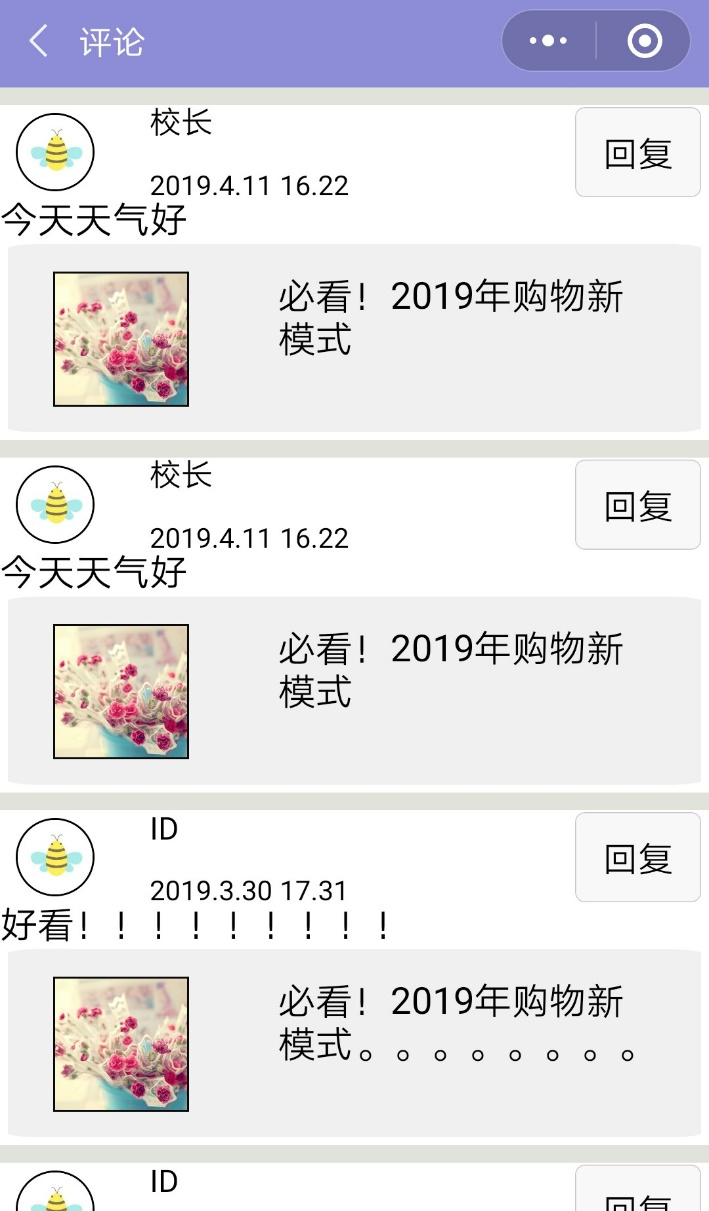 评论
校长
回复
2019.4.11 16.22
今天天气好
必看！2019年购物新
模式
校长
回复
2019.4.11 16.22
今天天气好
必看！2019年购物新
模式
ID
回复
2019.3.30 17.31
好看！！！！！！！！！
必看！2019年购物新
模式。。。。。。。。
ID
回复